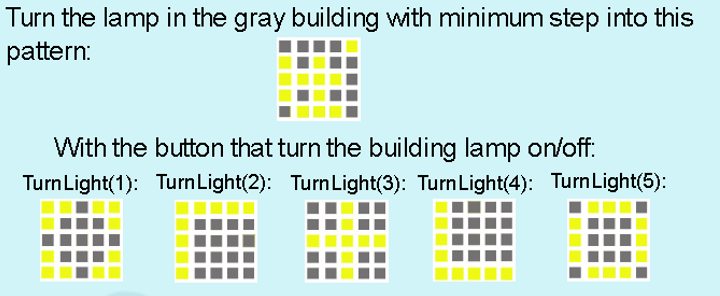 Turn the lamp in the gray building with minimum step into this
pattern:
With the button that turn the building lamp on/off:
TurnLight(1): TurnLight(2): TurnLight(3): TurnLight(4): TurnLight(5):